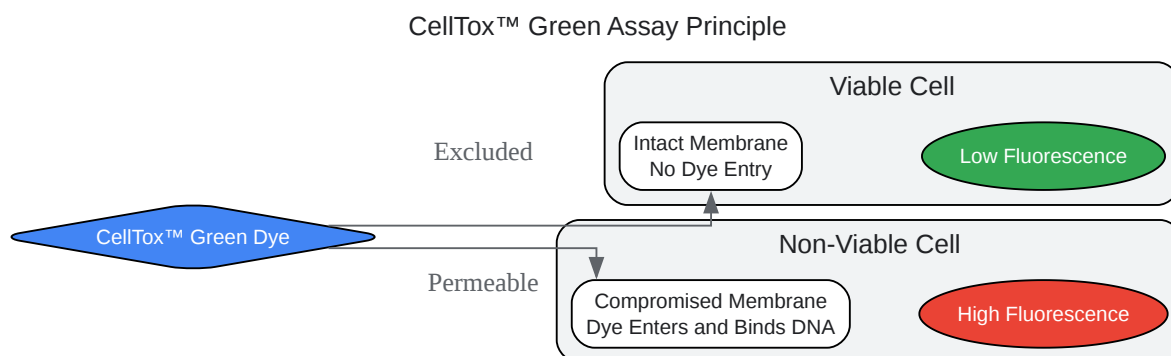 CellTox™ Green Assay Principle
Viable Cell
Excluded
Intact Membrane
No Dye Entry
Low Fluorescence
CellTox™ Green Dye
Non-Viable Cell
Permeable
Compromised Membrane
Dye Enters and Binds DNA
High Fluorescence